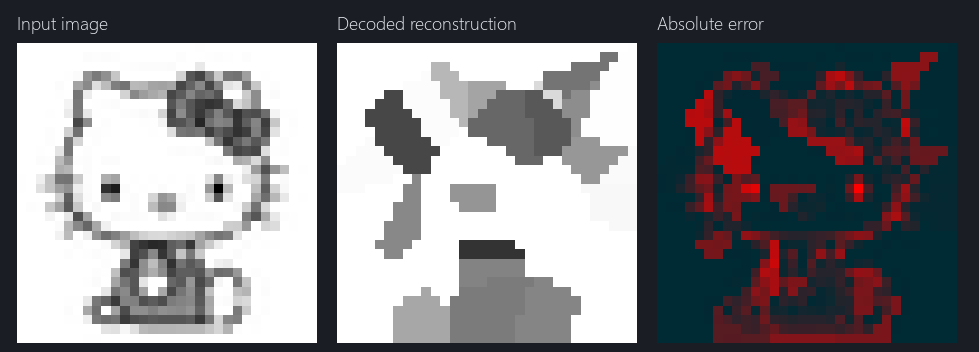 Input image
Decoded reconstruction
Absolute error